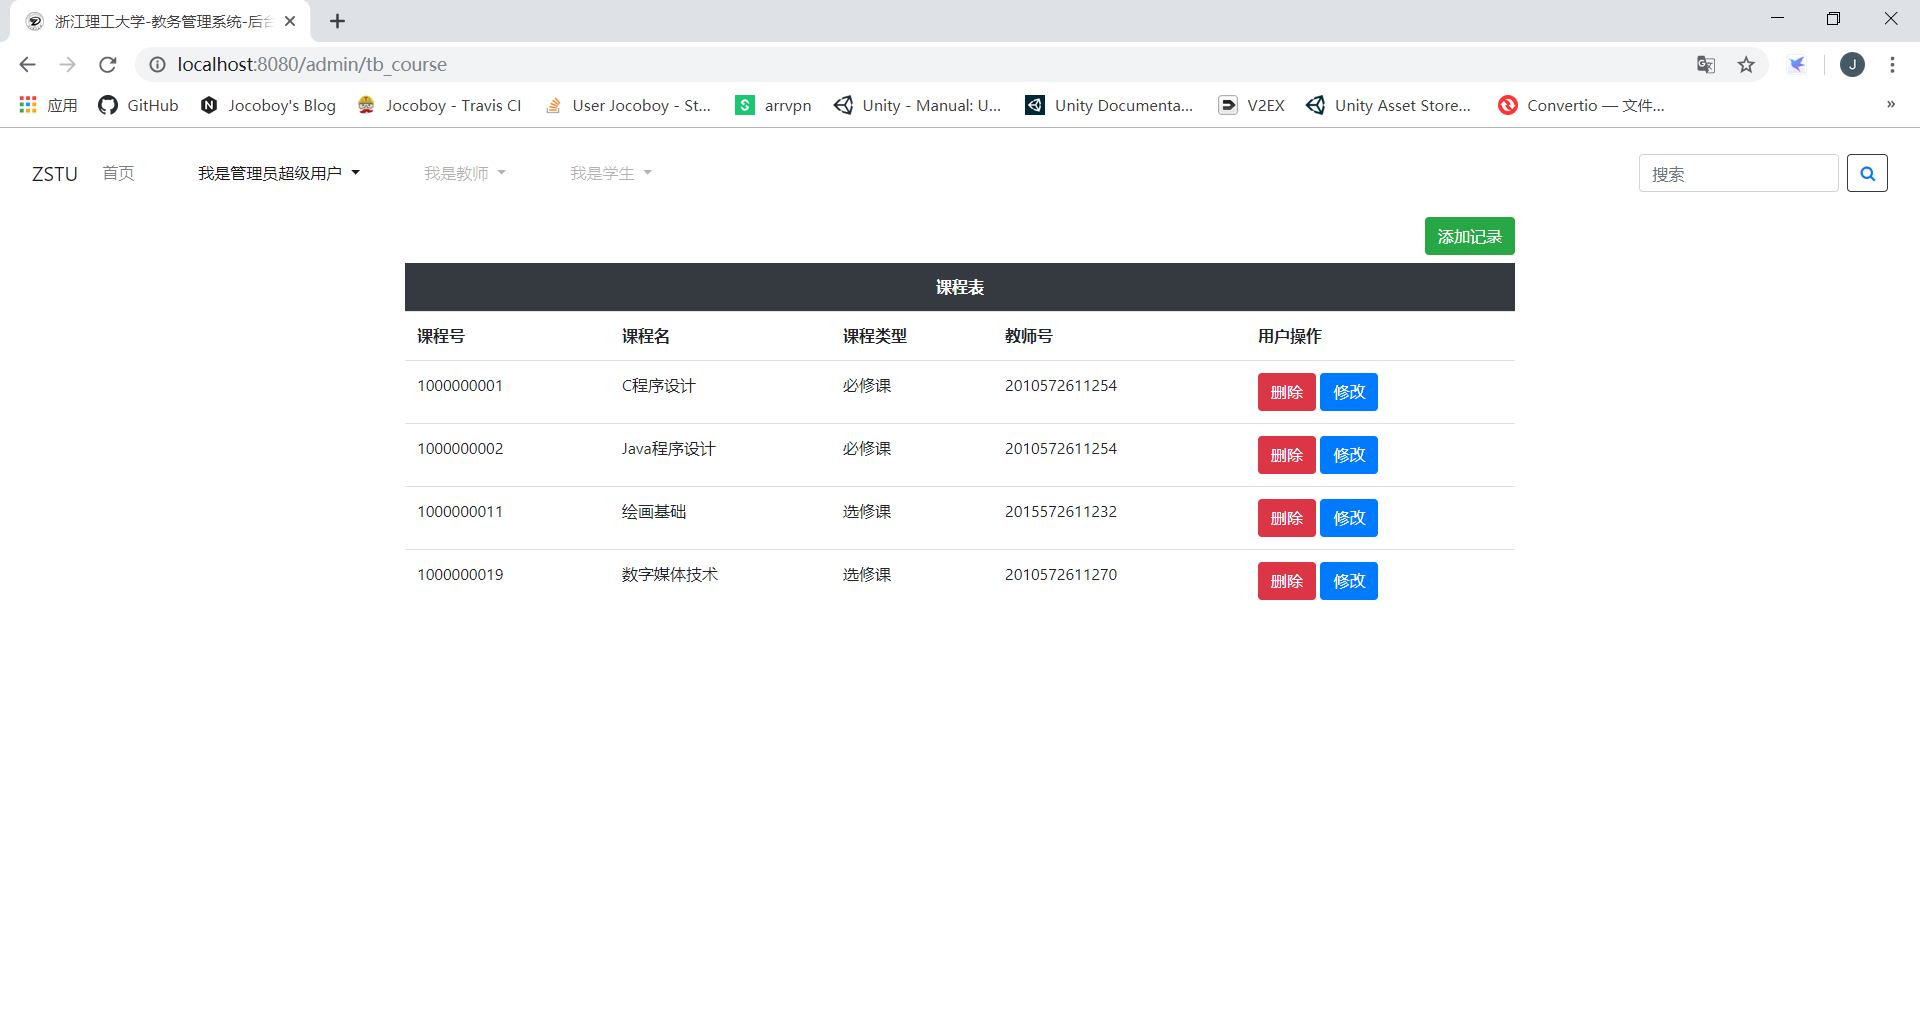 浙江理工大学-教务管理系统-后台
localhost:8080/admin/tb_course
J
应用 GitHub Jocoboy's Blog Jocoboy - Travis CI User Jocoboy - St... arrvpn Unity - Manual: U... Unity Documenta... V2EX Unity Asset Store... Convertio — 文件... »
ZSTU 首页 我是管理员超级用户 我是教师 我是学生 搜索
添加记录
课程表
课程号 课程名 课程类型 教师号 用户操作
1000000001 C程序设计 必修课 2010572611254 删除 修改
1000000002 Java程序设计 必修课 2010572611254 删除 修改
1000000011 绘画基础 选修课 2015572611232 删除 修改
1000000019 数字媒体技术 选修课 2010572611270 删除 修改